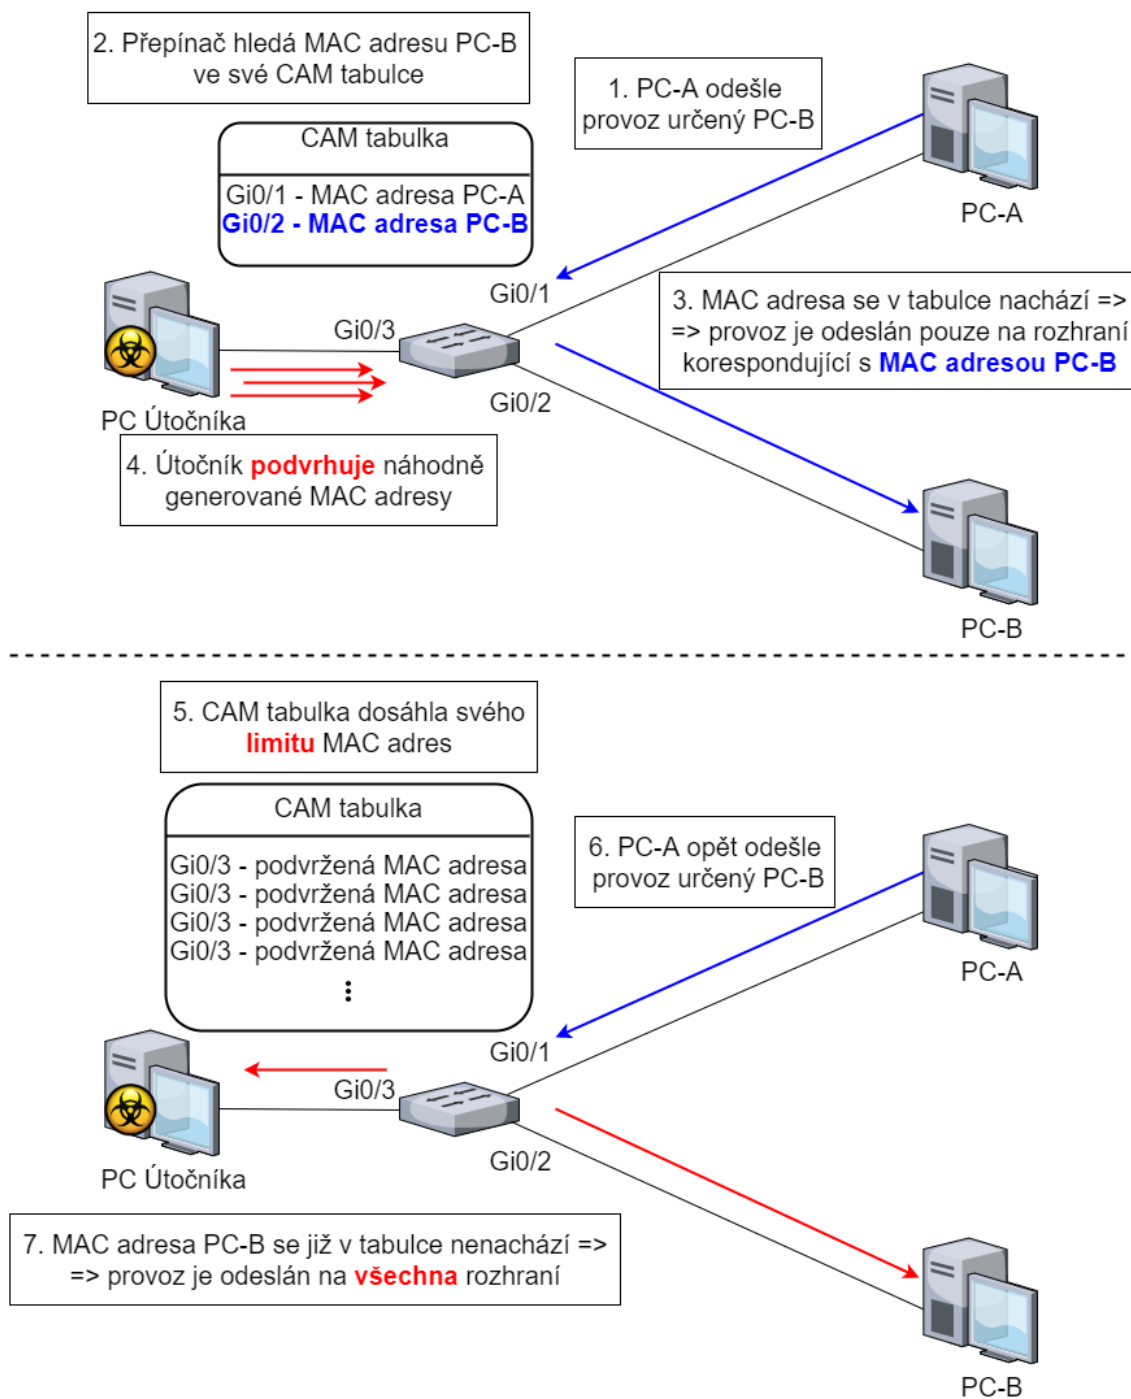 2. Přepínač hledá MAC adresu PC-B
ve své CAM tabulce
1. PC-A odešle
provoz určený PC-B
CAM tabulka
Gi0/1 - MAC adresa PC-A
Gi0/2 - MAC adresa PC-B
PC-A
Gi0/1
3. MAC adresa se v tabulce nachází =>
=> provoz je odeslán pouze na rozhraní
korespondující s MAC adresou PC-B
Gi0/3
Gi0/2
PC Útočníka
4. Útočník podvrhuje náhodně
generované MAC adresy
PC-B
5. CAM tabulka dosáhla svého
limitu MAC adres
CAM tabulka
Gi0/3 - podvržená MAC adresa
Gi0/3 - podvržená MAC adresa
Gi0/3 - podvržená MAC adresa
Gi0/3 - podvržená MAC adresa
⋮
6. PC-A opět odešle
provoz určený PC-B
PC-A
Gi0/1
Gi0/3
Gi0/2
PC Útočníka
7. MAC adresa PC-B se již v tabulce nenachází =>
=> provoz je odeslán na všechna rozhraní
PC-B